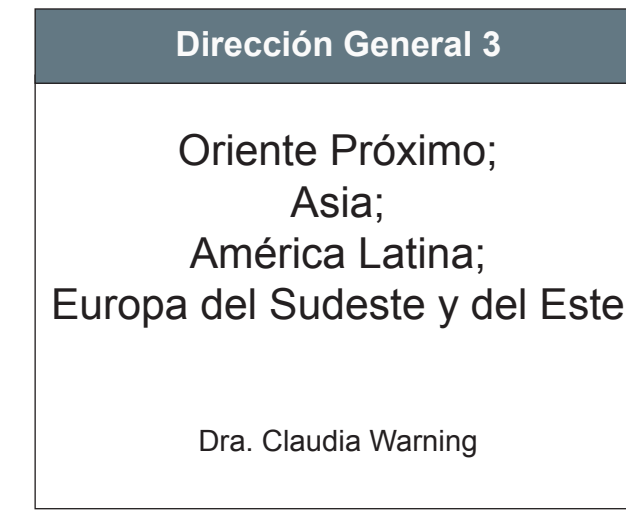 Dirección General 3
Oriente Próximo;
Asia;
América Latina;
Europa del Sudeste y del Este
Dra. Claudia Warning